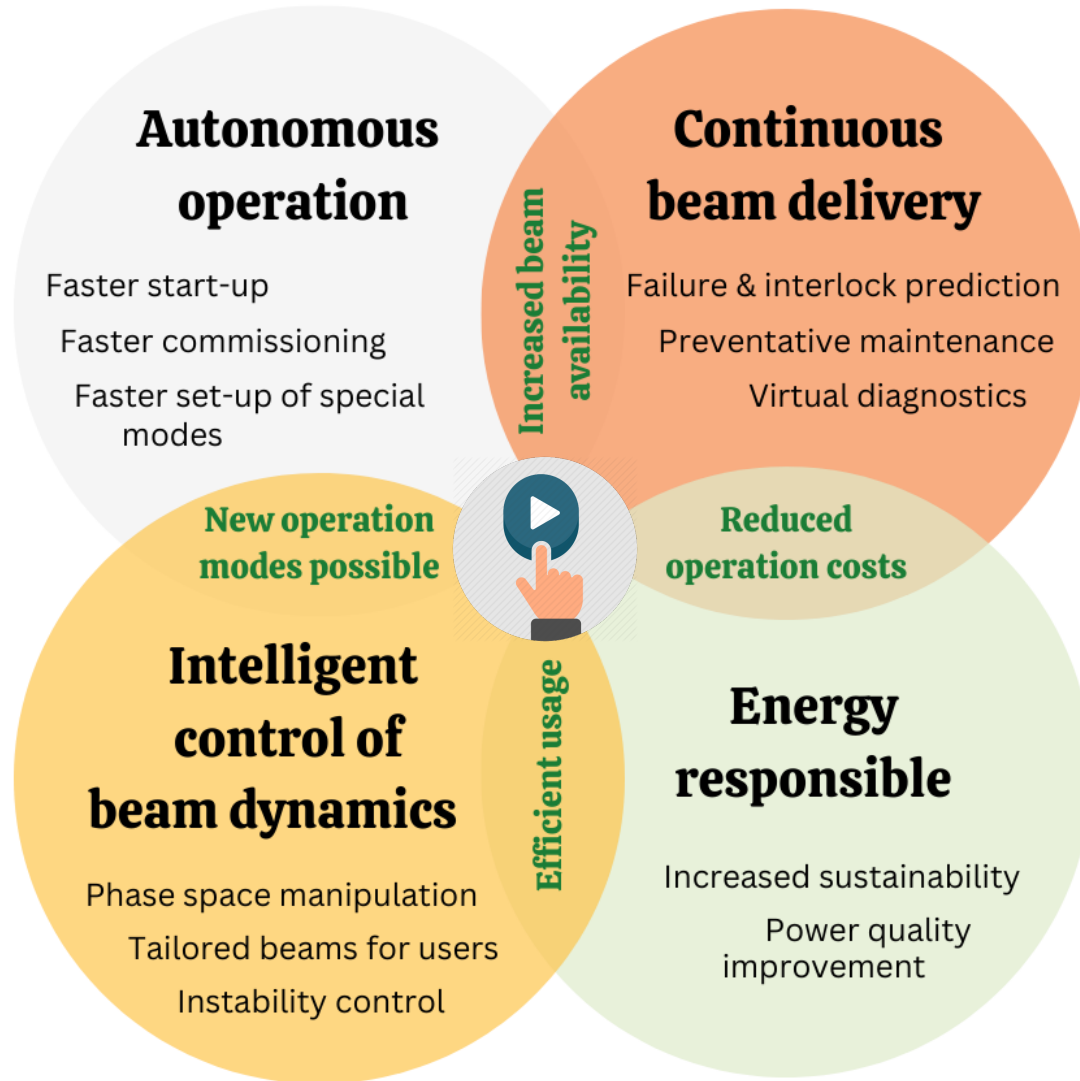 Autonomous
operation
Faster start-up
Faster commissioning
Faster set-up of special
modes
Increased beam
availability
Continuous
beam delivery
Failure & interlock prediction
Preventative maintenance
Virtual diagnostics
New operation
modes possible
Reduced
operation costs
Intelligent
control of
beam dynamics
Phase space manipulation
Tailored beams for users
Instability control
Efficient usage
Energy
responsible
Increased sustainability
Power quality
improvement